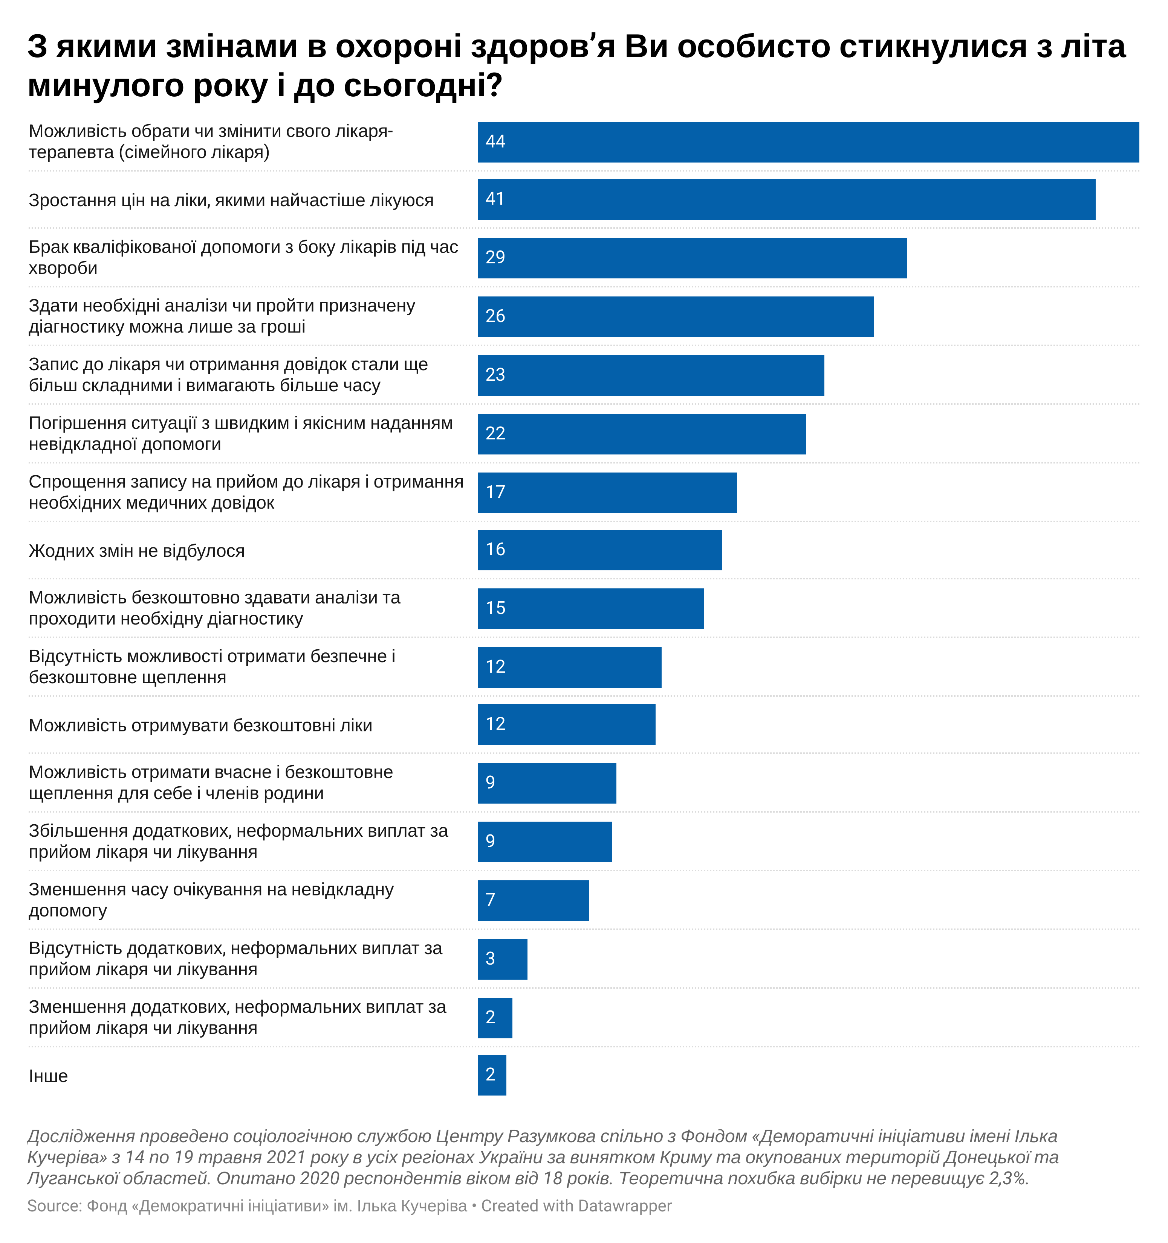 З якими змінами в охороні здоров’я Ви особисто стикнулися з літа
минулого року і до сьогодні?
Можливість обрати чи змінити свого лікаря-
терапевта (сімейного лікаря)
44
Зростання цін на ліки, якими найчастіше лікуюся
41
Брак кваліфікованої допомоги з боку лікарів під час
хвороби
29
Здати необхідні аналізи чи пройти призначену
діагностику можна лише за гроші
26
Запис до лікаря чи отримання довідок стали ще
більш складними і вимагають більше часу
23
Погіршення ситуації з швидким і якісним наданням
невідкладної допомоги
22
Спрощення запису на прийом до лікаря і отримання
необхідних медичних довідок
17
Жодних змін не відбулося
16
Можливість безкоштовно здавати аналізи та
проходити необхідну діагностику
15
Відсутність можливості отримати безпечне і
безкоштовне щеплення
12
Можливість отримувати безкоштовні ліки
12
Можливість отримати вчасне і безкоштовне
щеплення для себе і членів родини
9
Збільшення додаткових, неформальних виплат за
прийом лікаря чи лікування
9
Зменшення часу очікування на невідкладну
допомогу
7
Відсутність додаткових, неформальних виплат за
прийом лікаря чи лікування
3
Зменшення додаткових, неформальних виплат за
прийом лікаря чи лікування
2
Інше
2
Дослідження проведено соціологічною службою Центру Разумкова спільно з Фондом «Деморатичні ініціативи імені Ілька
Кучеріва» з 14 по 19 травня 2021 року в усіх регіонах України за винятком Криму та окупованих територій Донецької та
Луганської областей. Опитано 2020 респондентів віком від 18 років. Теоретична похибка вибірки не перевищує 2,3%.
Source: Фонд «Демократичні ініціативи» ім. Ілька Кучеріва • Created with Datawrapper